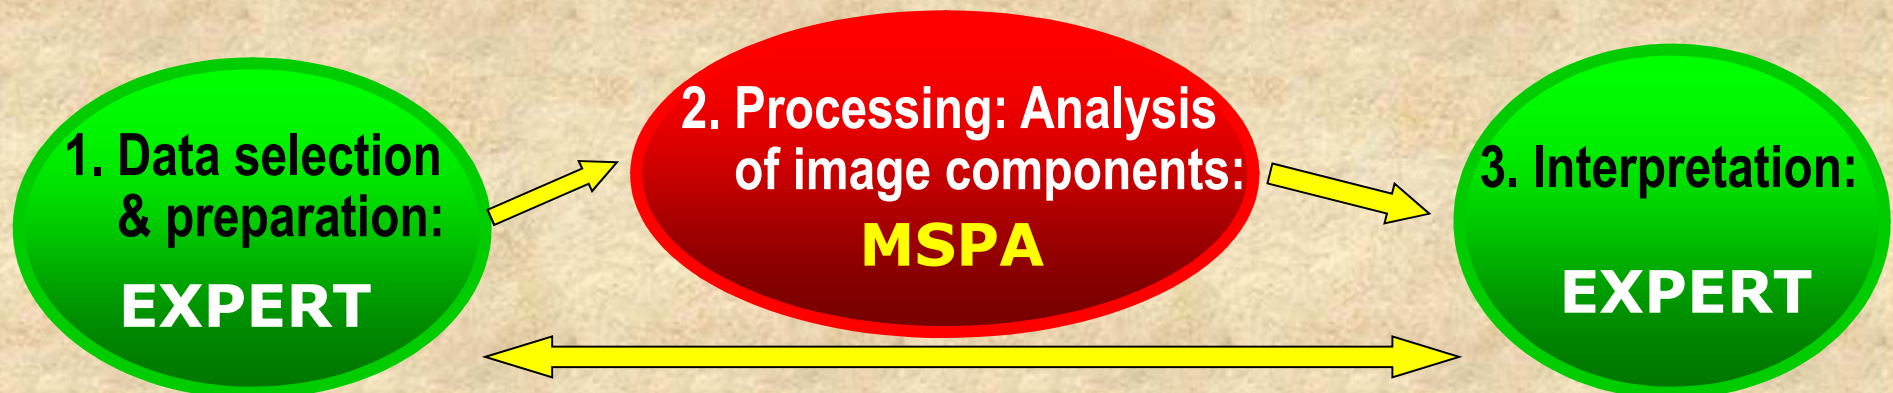 1. Data selection
& preparation:
EXPERT
2. Processing: Analysis
of image components:
MSPA
3. Interpretation:
EXPERT